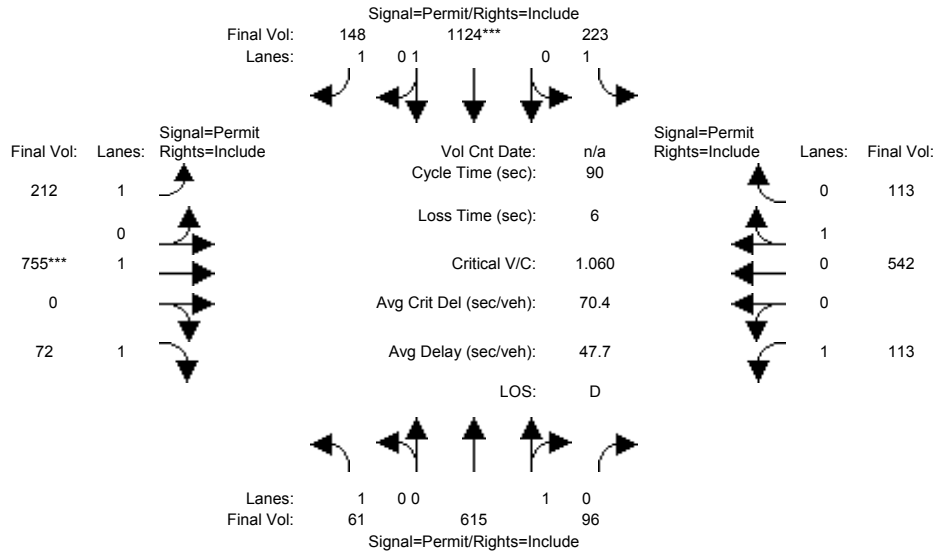 Signal=Permit/Rights=Include
Final Vol: 148 1124*** 223
Lanes: 1 0 1 0 1
Signal=Permit Signal=Permit
Final Vol: Lanes: Rights=Include Vol Cnt Date: n/a Rights=Include Lanes: Final Vol:
Cycle Time (sec): 90
212 1 0 113
Loss Time (sec): 6
0 1
755*** 1 Critical V/C: 1.060 0 542
0 0 Avg Crit Del (sec/veh): 70.4 0
72 1 Avg Delay (sec/veh): 47.7 1 113
LOS: D
Lanes: 1 0 0 1 0
Final Vol: 61 615 96
Signal=Permit/Rights=Include